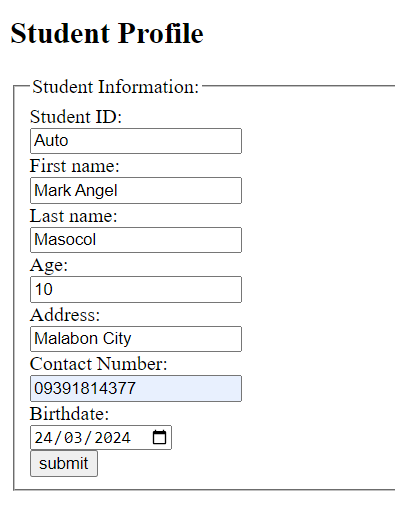 Student Profile
Student Information:
Student ID:
Auto
First name:
Mark Angel
Last name:
Masocol
Age:
10
Address:
Malabon City
Contact Number:
09391814377
Birthdate:
24/03/2024
submit